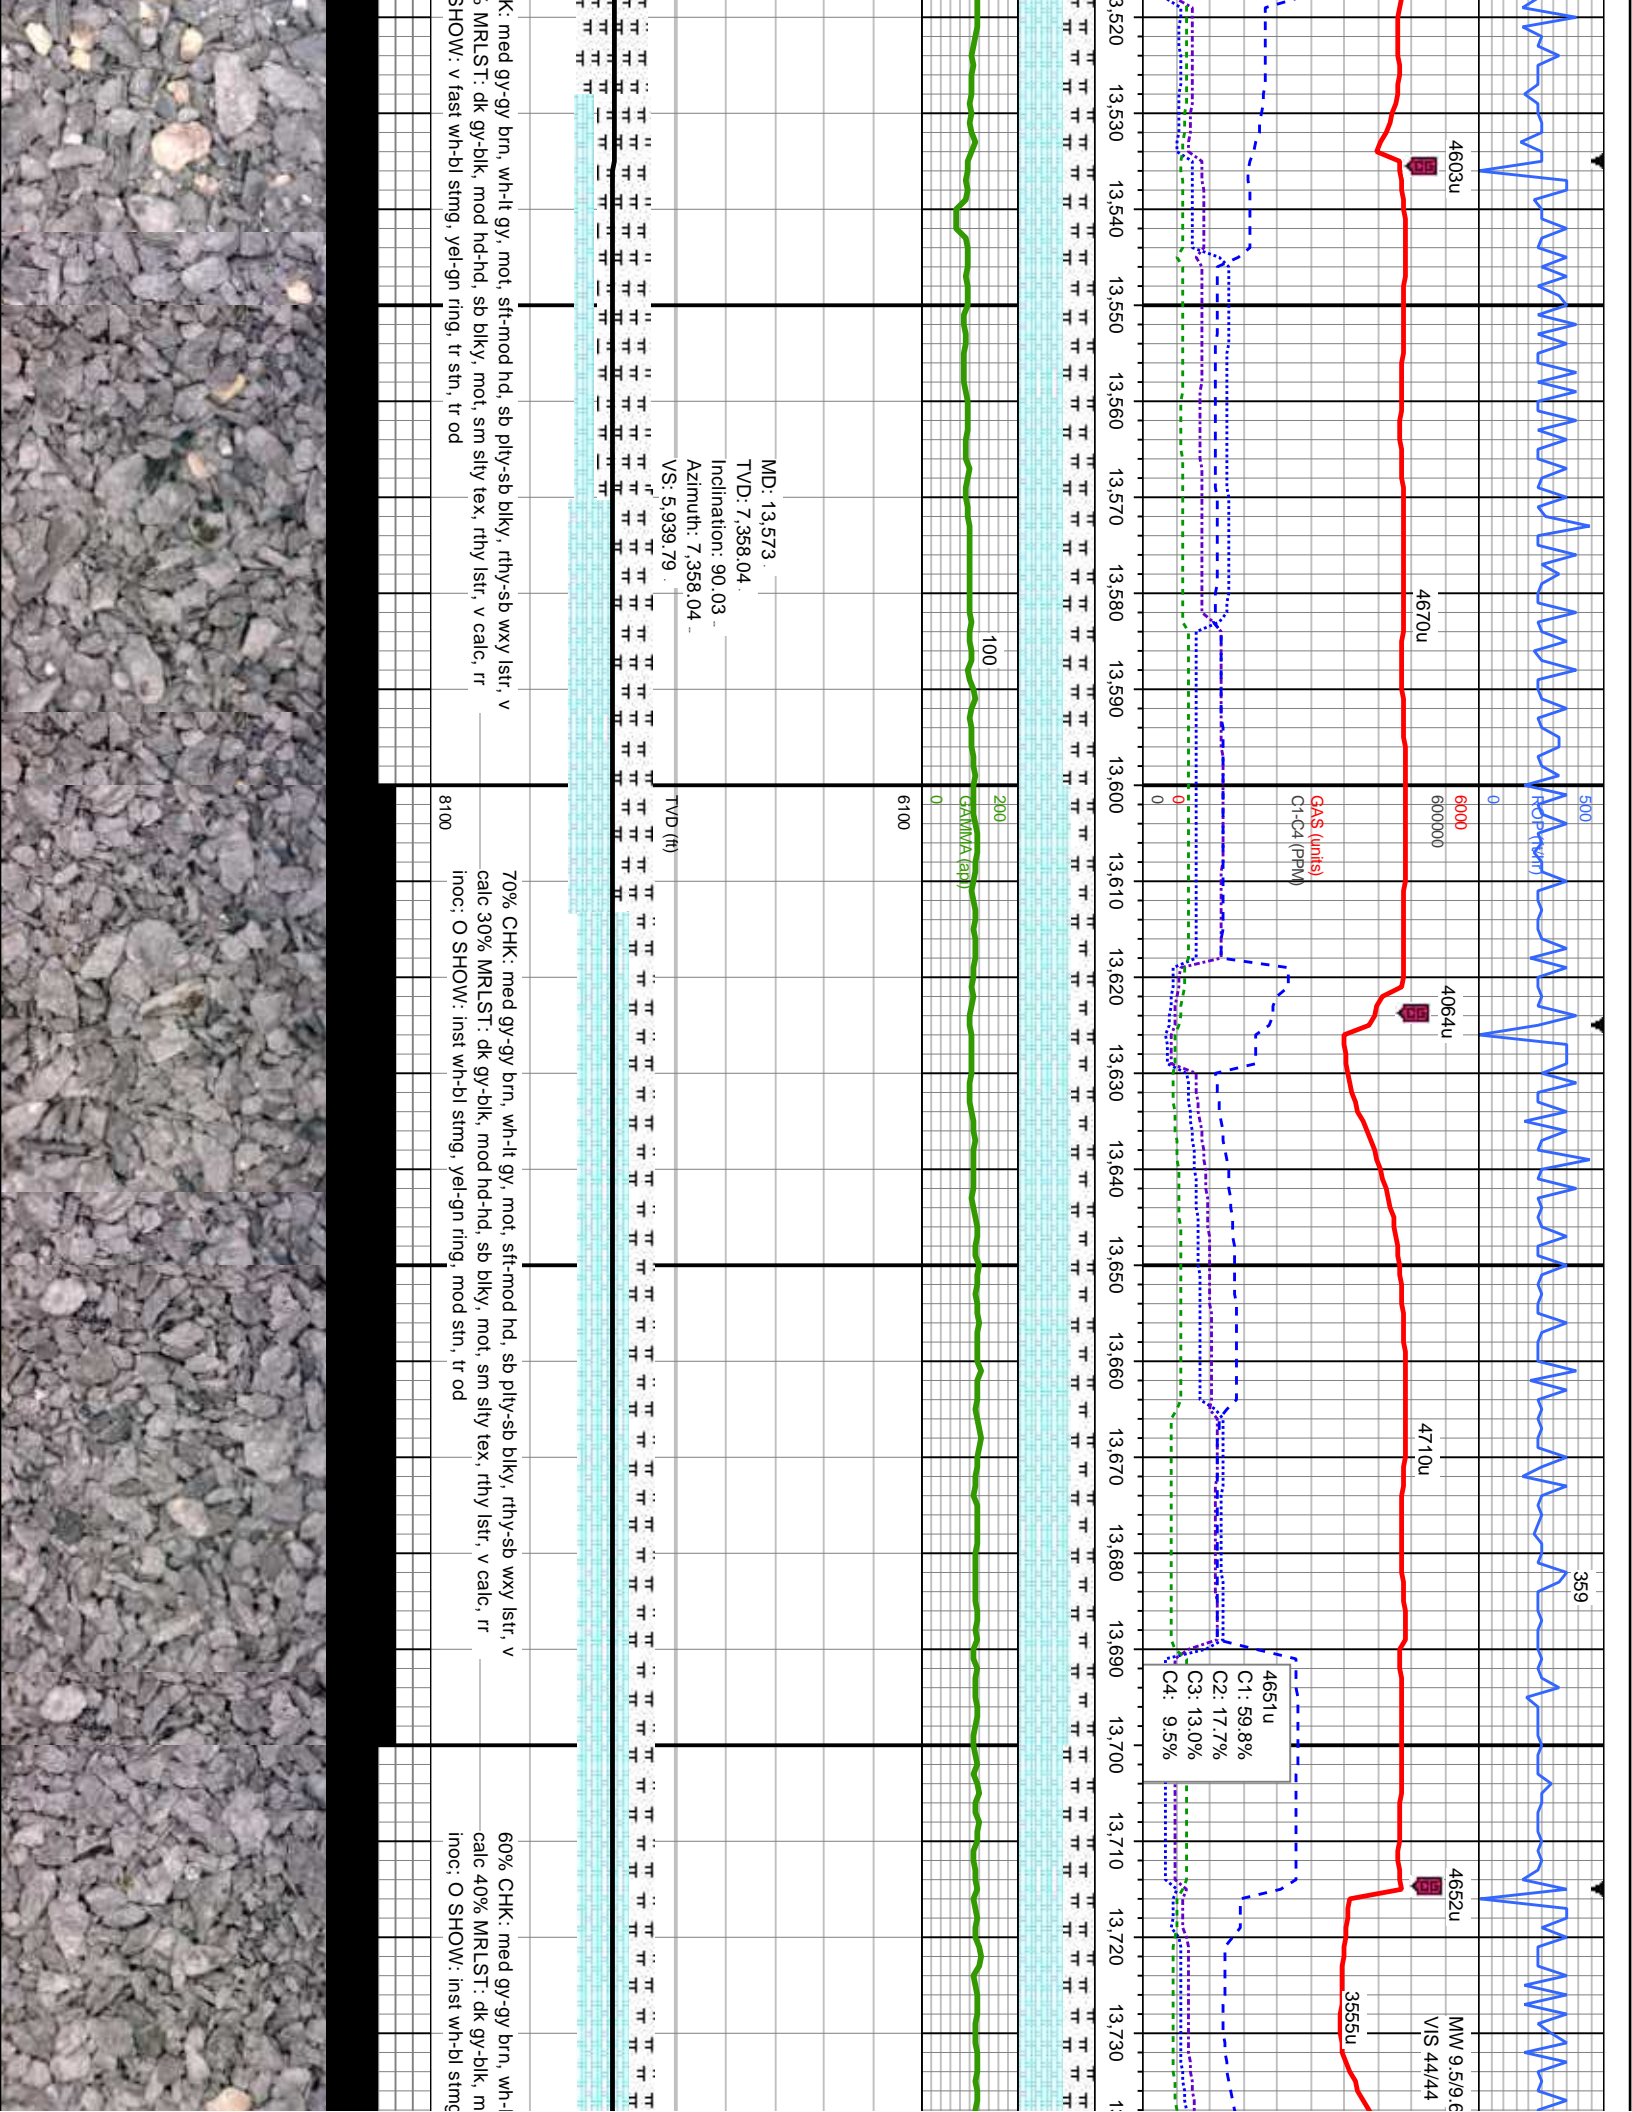 13,520
13,530
13,540
13,550
13,560
13,570
13,580
13,590
13,600
13,610
13,620
13,630
13,640
13,650
13,660
13,670
13,680
13,690
13,700
13,710
13,720
13,730
4603u
4670u
4064u
4710u
359
4652u
MW 9.5/9.6
VIS 44/44
3555u
0 ROP (ft/hr) 500
6000
600000
GAS (units)
C1-C4 (PPM)
0
0
4651u
C1: 59.8%
C2: 17.7%
C3: 13.0%
C4: 9.5%
100
200
GAMMA (api)
0
6100
TVD (ft)
8100
MD: 13,573
TVD: 7,358.04
Inclination: 90.03
Azimuth: 7,358.04
VS: 5,939.79
K: med gy-gy brn, wh-lt gy, mot, sft-mod hd, sb plty-sb blky, rthy-sb wxy lstr, v
MRLST: dk gy-blk, mod hd-hd, sb blky, mot, sm slty tex, rthy lstr, v calc, rr
SHOW: v fast wh-bl stmg, yel-gn ring, tr stn, tr od
70% CHK: med gy-gy brn, wh-lt gy, mot, sft-mod hd, sb plty-sb blky, rthy-sb wxy lstr, v
calc 30% MRLST: dk gy-blk, mod hd-hd, sb blky, mot, sm slty tex, rthy lstr, v calc, rr
inoc; O SHOW: inst wh-bl stmg, yel-gn ring, mod stn, tr od
60% CHK: med gy-gy brn, wh-l
calc 40% MRLST: dk gy-blk, m
inoc; O SHOW: inst wh-bl stmg